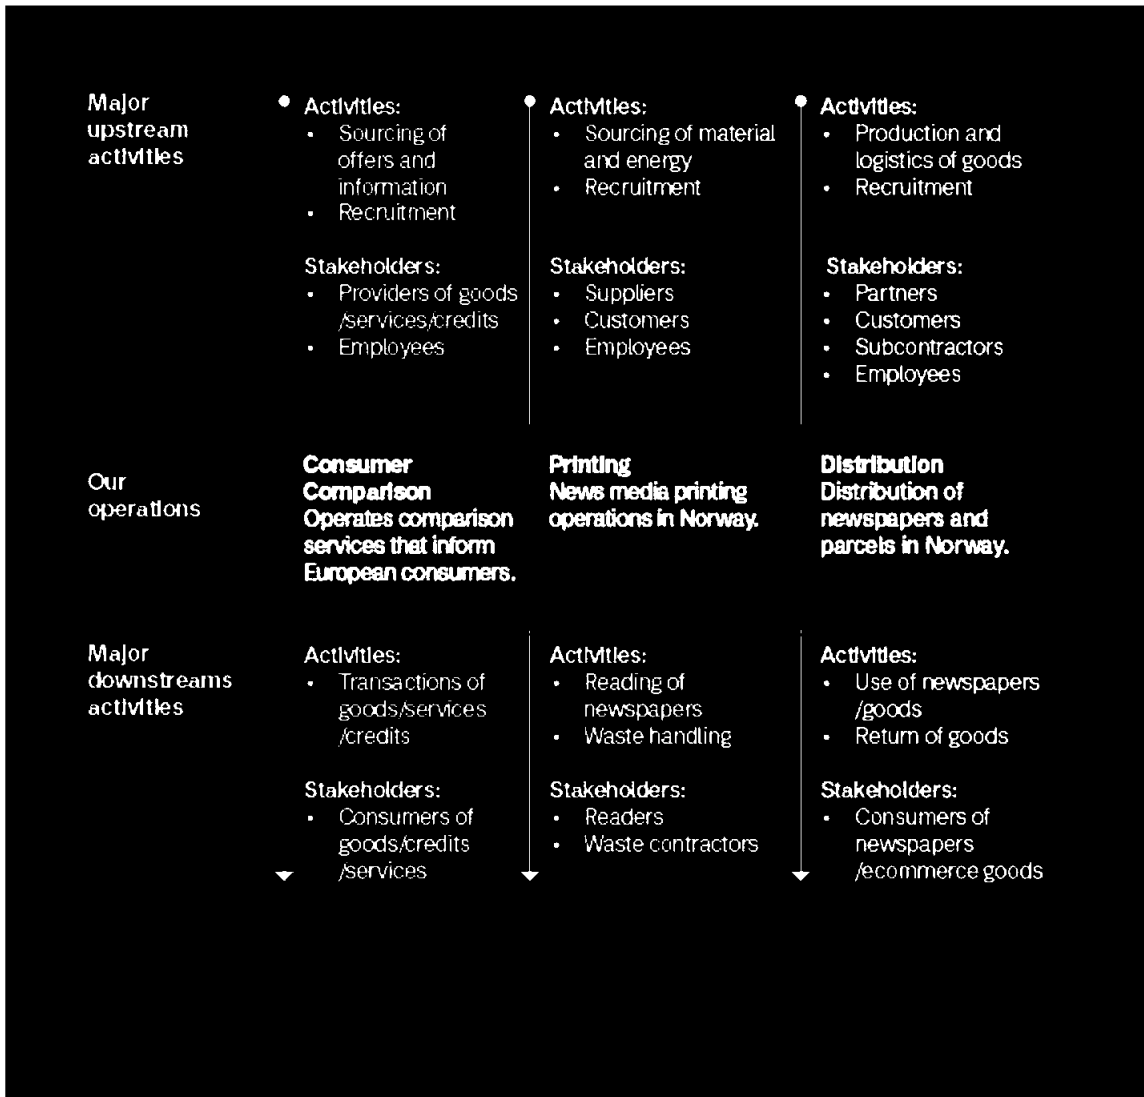 Major
upstream
activities
Activities:
• Sourcing of
offers and
information
• Recruitment
Stakeholders:
• Providers of goods
/services/credits
• Employees
Activities:
• Sourcing of material
and energy
• Recruitment
Stakeholders:
• Suppliers
• Customers
• Employees
Activities:
• Production and
logistics of goods
• Recruitment
Stakeholders:
• Partners
• Customers
• Subcontractors
• Employees
Our
operations
Consumer
Comparison
Operates comparison
services that inform
European consumers.
Printing
News media printing
operations in Norway.
Distribution
Distribution of
newspapers and
parcels in Norway.
Major
downstreams
activities
Activities:
• Transactions of
goods/services
/credits
Stakeholders:
• Consumers of
goods/credits
/services
Activities:
• Reading of
newspapers
• Waste handling
Stakeholders:
• Readers
• Waste contractors
Activities:
• Use of newspapers
/goods
• Return of goods
Stakeholders:
• Consumers of
newspapers
/ecommerce goods